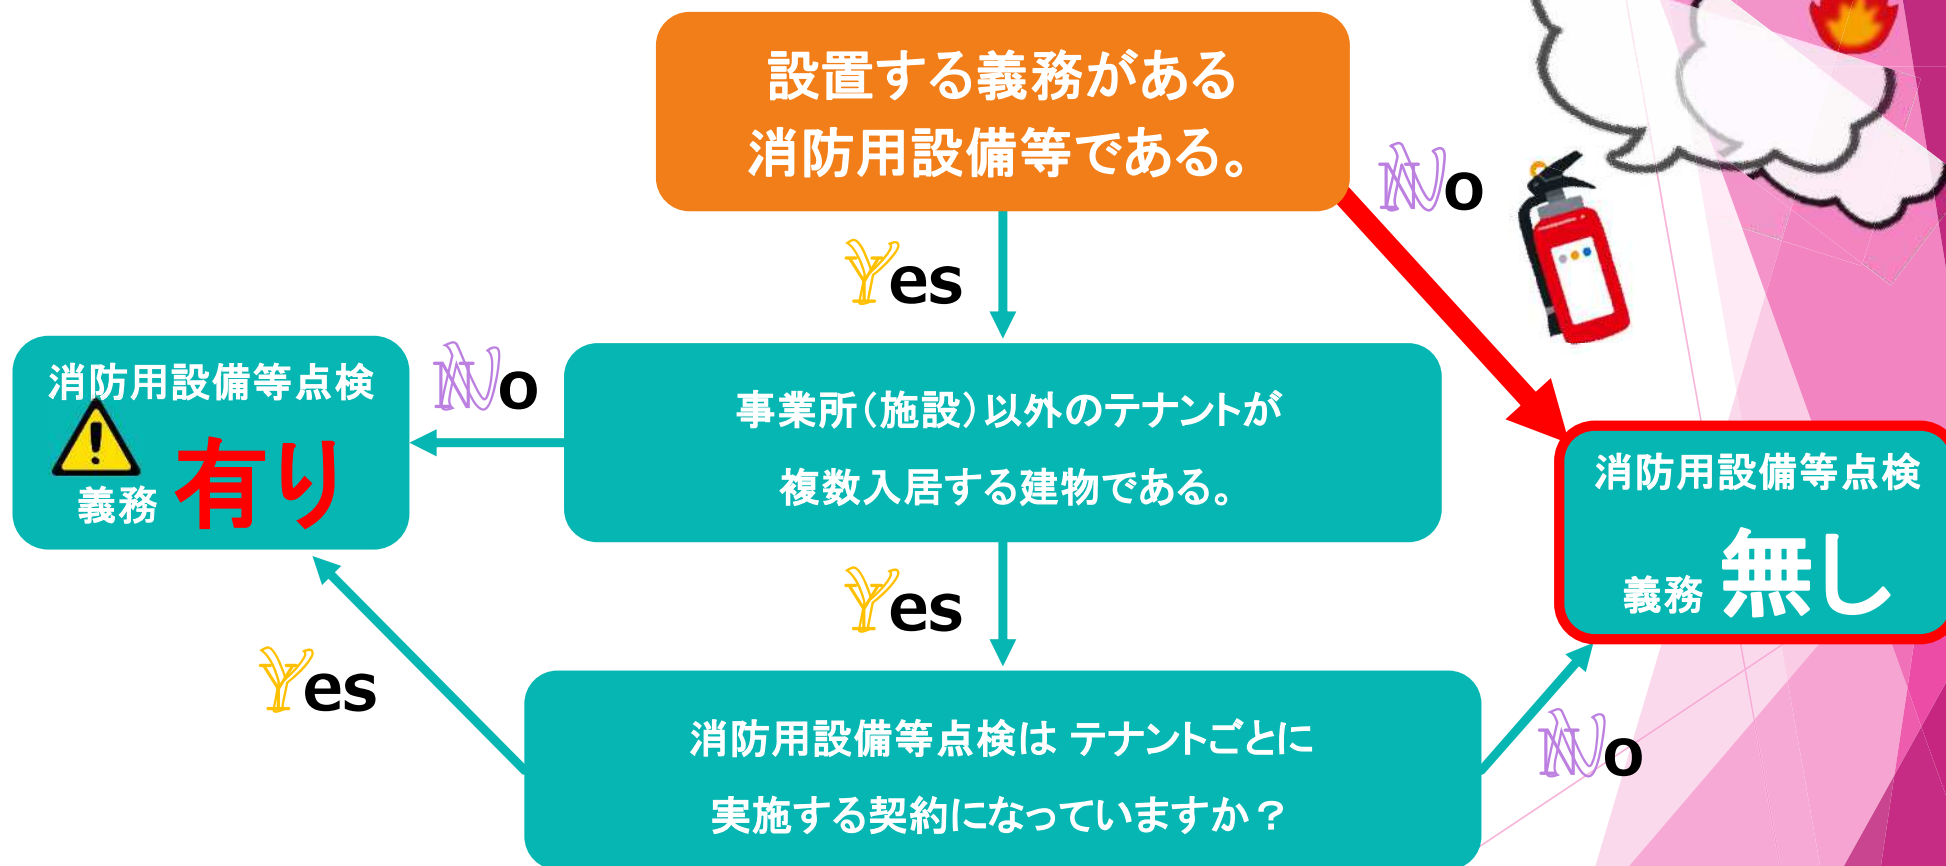 設置する義務がある
消防用設備等である。
No
Yes
消防用設備等点検
義務 有り
No
事業所(施設)以外のテナントが
複数入居する建物である。
消防用設備等点検
義務 無し
Yes
Yes
消防用設備等点検は テナントごとに
実施する契約になっていますか?
No